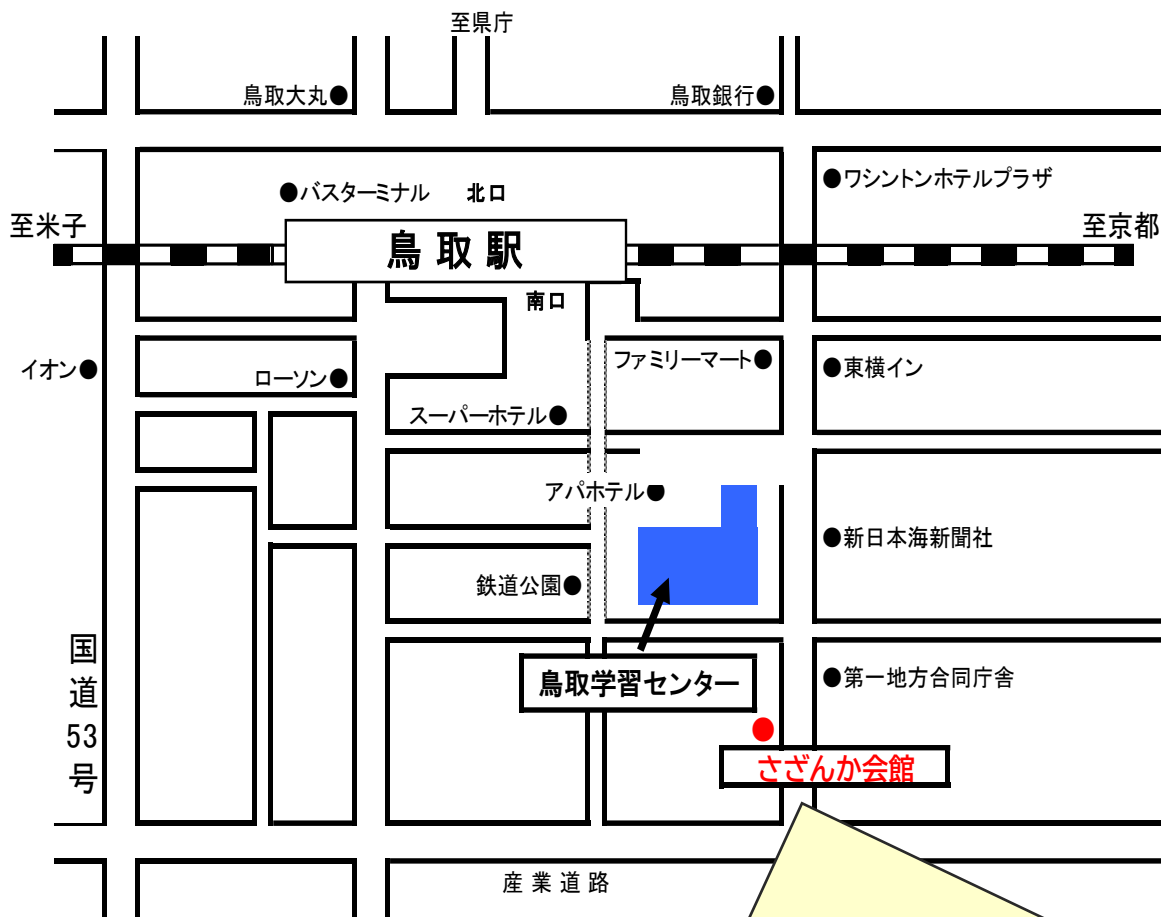 至県庁
鳥取大丸●
鳥取銀行●
●バスターミナル
北口
●ワシントンホテルプラザ
至米子
鳥取駅
至京都
南口
イオン●
ローソン●
ファミリーマート●
●東横イン
スーパーホテル●
アパホテル●
●新日本海新聞社
鉄道公園●
国道53号
鳥取学習センター
●第一地方合同庁舎
さざんか会館
産業道路